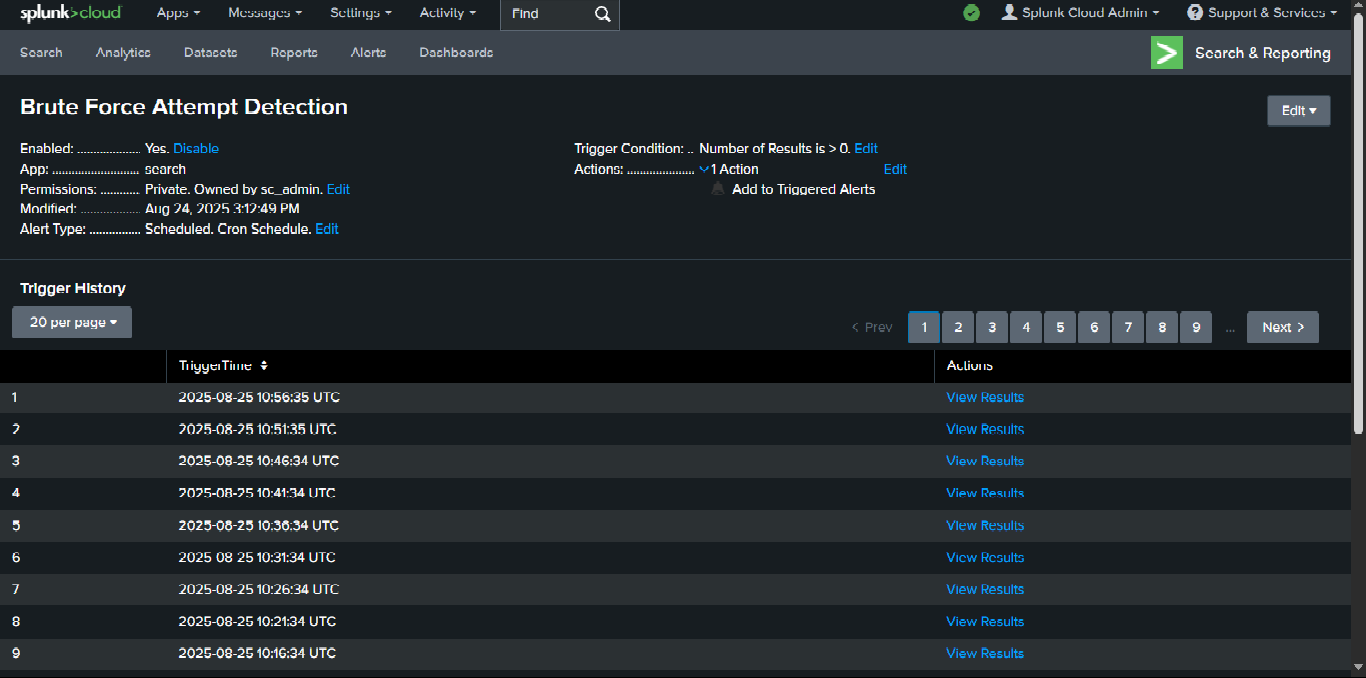 splunk>cloud Apps Messages Settings Activity Find Splunk Cloud Admin Support & Services
Search Analytics Datasets Reports Alerts Dashboards Search & Reporting
Brute Force Attempt Detection
Edit
Enabled: ................... Yes. Disable
Trigger Condition: .. Number of Results is > 0. Edit
App: .......................... search
Actions: .................... 1 Action Edit
Permissions: ............ Private. Owned by sc_admin. Edit
Add to Triggered Alerts
Modified: .................. Aug 24, 2025 3:12:49 PM
Alert Type: ............... Scheduled. Cron Schedule. Edit
Trigger History
20 per page
< Prev 1 2 3 4 5 6 7 8 9 ... Next >
TriggerTime Actions
1 2025-08-25 10:56:35 UTC View Results
2 2025-08-25 10:51:35 UTC View Results
3 2025-08-25 10:46:34 UTC View Results
4 2025-08-25 10:41:34 UTC View Results
5 2025-08-25 10:36:34 UTC View Results
6 2025-08-25 10:31:34 UTC View Results
7 2025-08-25 10:26:34 UTC View Results
8 2025-08-25 10:21:34 UTC View Results
9 2025-08-25 10:16:34 UTC View Results